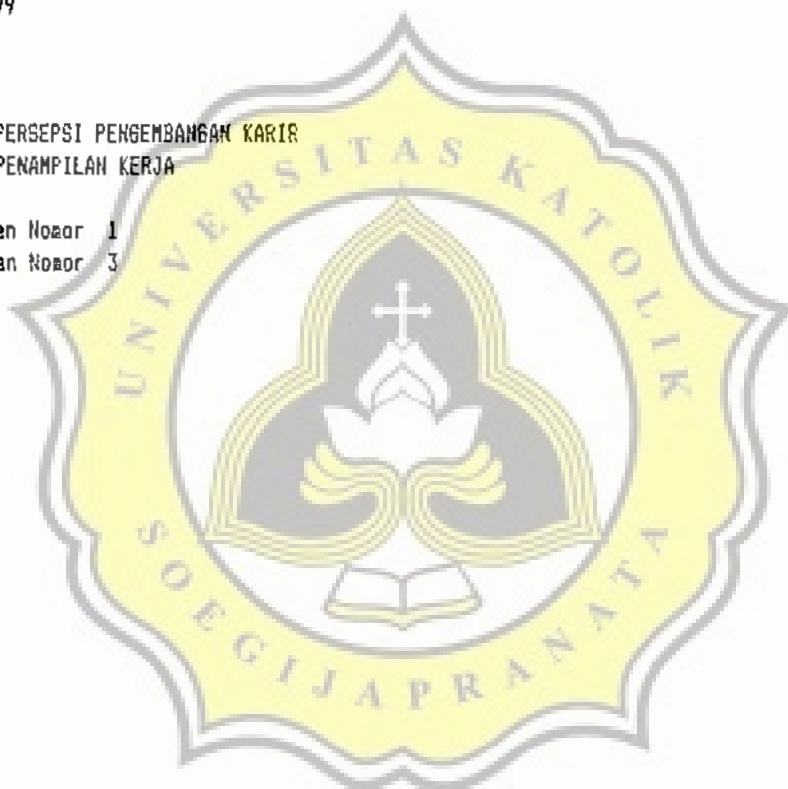 PERSEPSI PENGEMBANGAN KARIR
PENAMPILAN KERJA
en Nomor 1
an Nomor 3
UNIVERSITAS KATOLIK
SOEGIJAPRANATA